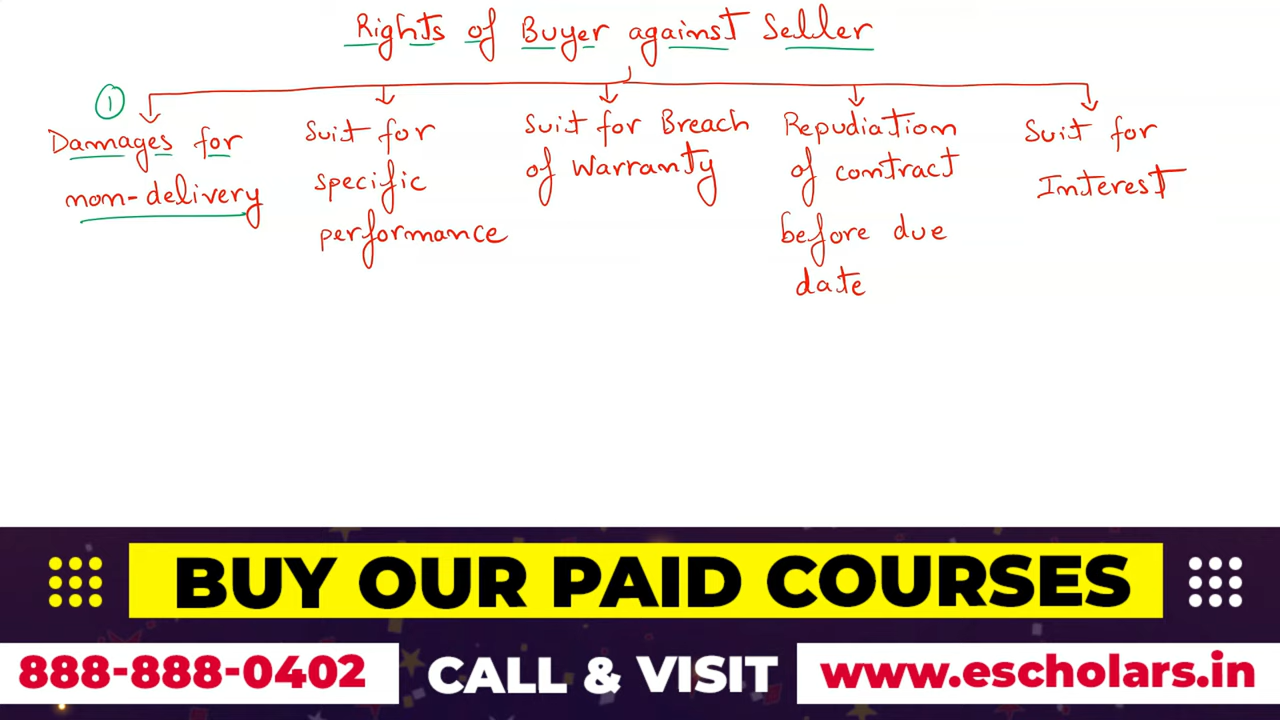 Rights of Buyer against Seller
①
Damages for
non-delivery
Suit for
specific
performance
Suit for Breach
of Warranty
Repudiation
of contract
before due
date
Suit for
Interest
BUY OUR PAID COURSES
888-888-0402
CALL & VISIT
www.escholars.in